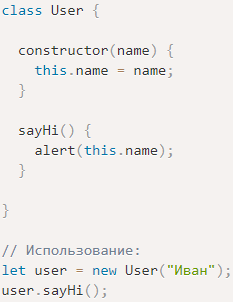 class User {

  constructor(name) {
    this.name = name;
  }

  sayHi() {
    alert(this.name);
  }

}

// Использование:
let user = new User("Иван");
user.sayHi();